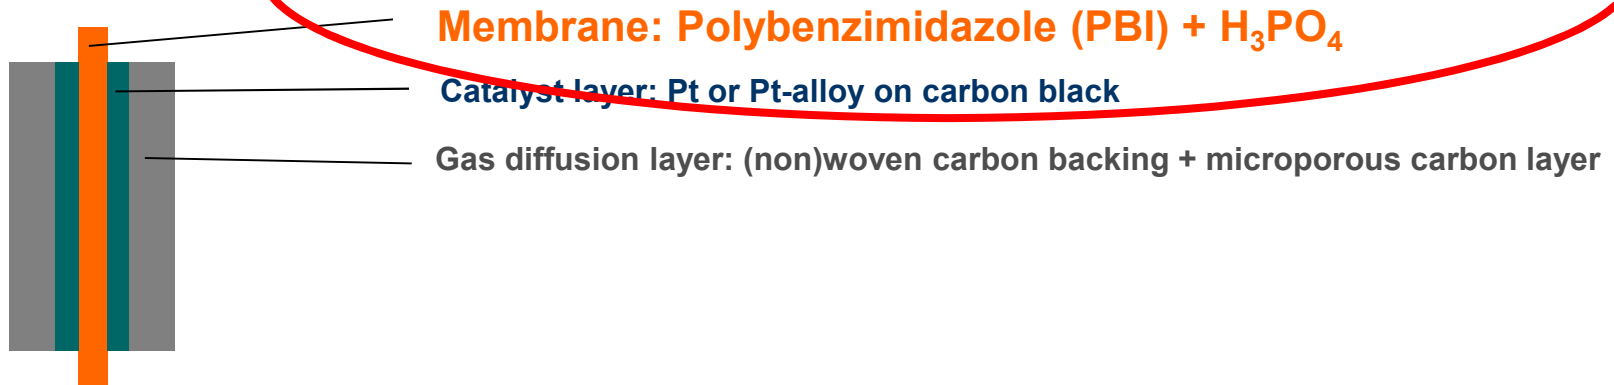 Membrane: Polybenzimidazole (PBI) + H₃PO₄
Catalyst layer: Pt or Pt-alloy on carbon black
Gas diffusion layer: (non)woven carbon backing + microporous carbon layer